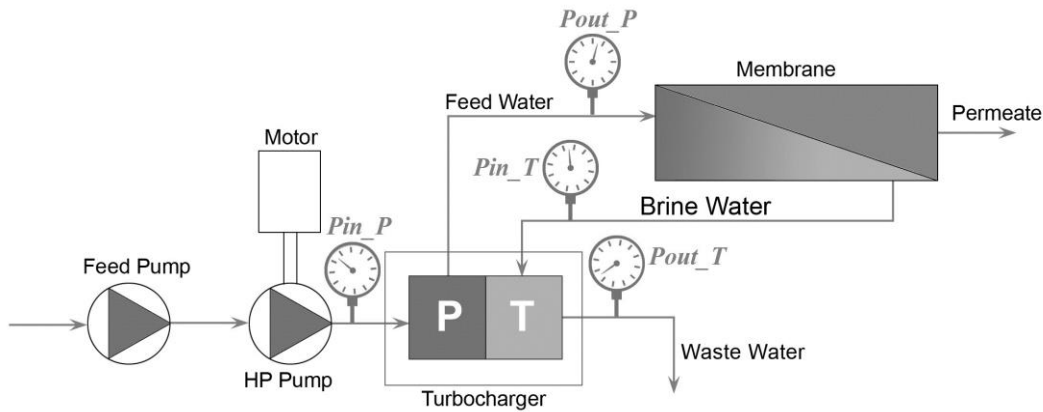 Pout_P
Membrane
Feed Water
Permeate
Motor
Pin_T
Brine Water
Pin_P
Pout_T
Feed Pump
P
T
HP Pump
Turbocharger
Waste Water